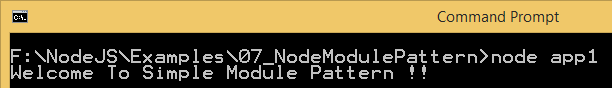 Command Prompt
F:\NodeJS\Examples\07_NodeModulePattern>node app1
Welcome To Simple Module Pattern !!